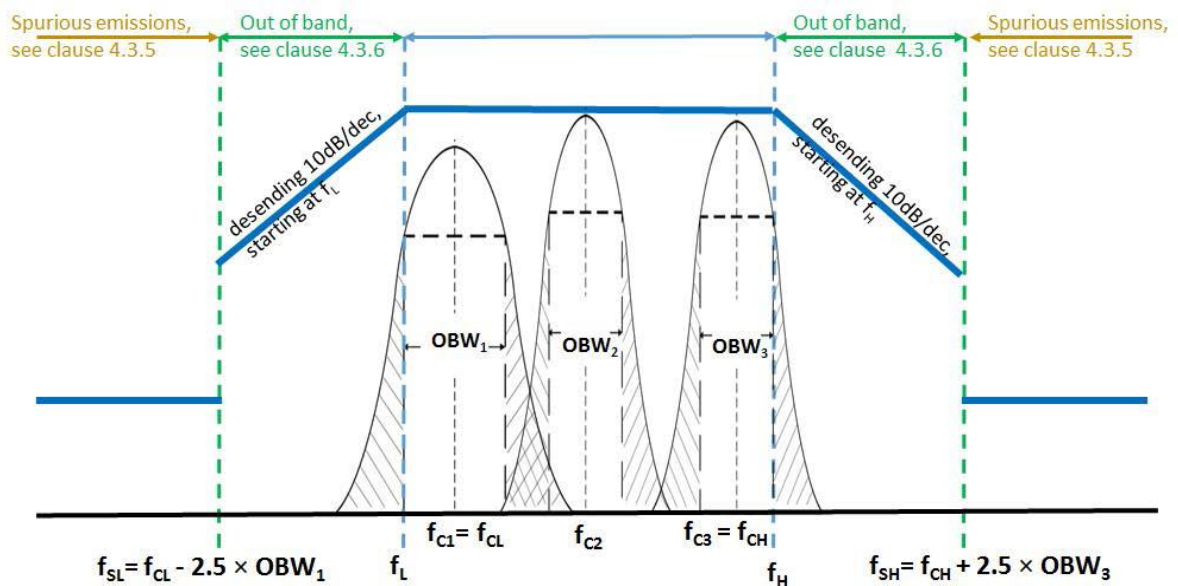 Spurious emissions,
see clause 4.3.5
Out of band,
see clause 4.3.6
Out of band,
see clause 4.3.6
Spurious emissions,
see clause 4.3.5
desending 10dB/dec,
starting at fL
desending 10dB/dec,
starting at fH
OBW1
OBW2
OBW3
fC1= fCL
fC2
fC3 = fCH
fSL= fCL - 2.5 × OBW1
fL
fH
fSH= fCH + 2.5 × OBW3